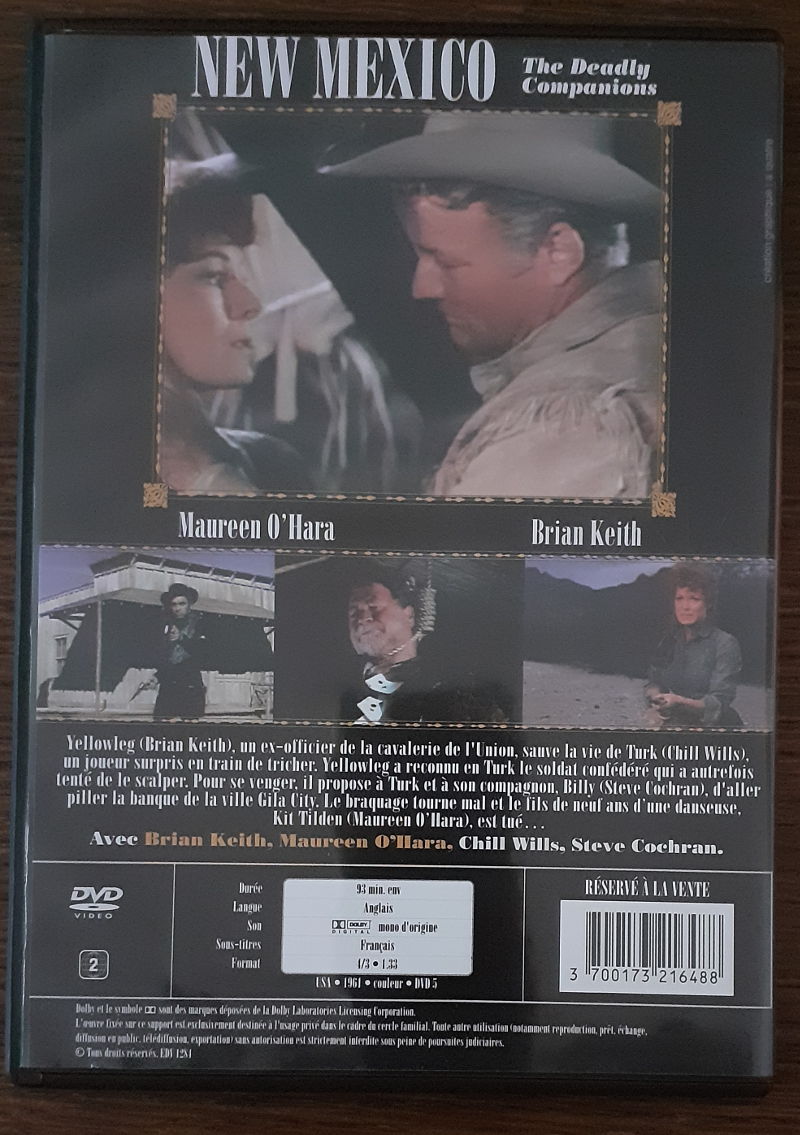 NEW MEXICO
The Deadly
Companions
Maureen O'Hara
Brian Keith
Yellowleg (Brian Keith), un ex-officier de la cavalerie de l'Union, sauve la vie de Turk (Chill Wills),
un joueur surpris en train de tricher. Yellowleg a reconnu en Turk le soldat confédéré qui a autrefois
tenté de le scalper. Pour se venger, il propose à Turk et à son compagnon, Billy (Steve Cochran), d'aller
piller la banque de la ville Gila City. Le braquage tourne mal et le fils de neuf ans d'une danseuse,
Kit Tilden (Maureen O'Hara), est tué...
Avec Brian Keith, Maureen O'Hara, Chill Wills, Steve Cochran.
DVD
VIDEO
2
Durée 93 min. env
Langue Anglais
Son DOLBY DIGITAL mono d'origine
Sous-titres Français
Format 4/3 • 1.33
USA • 1961 • couleur • DVD 5
RÉSERVÉ À LA VENTE
3 700173 216488
Dolby et le symbole sont des marques déposées de la Dolby Laboratories Licensing Corporation.
L'œuvre fixée sur ce support est exclusivement destinée à l'usage privé dans le cadre du cercle familial. Toute autre utilisation (notamment reproduction, prêt, échange,
diffusion en public, télédiffusion, exportation) sans autorisation est strictement interdite sous peine de poursuites judiciaires.
© Tous droits réservés. EDV 1281